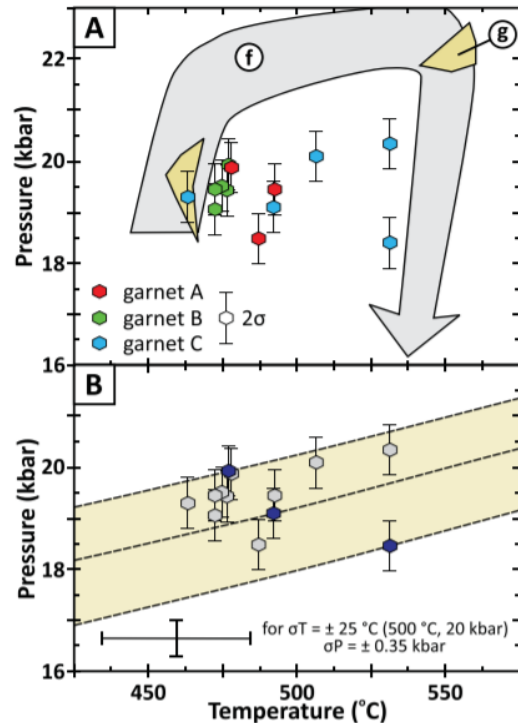 A
22
20
18
16
Pressure (kbar)
f
g
garnet A
garnet B
garnet C
2σ
B
22
20
18
16
Pressure (kbar)
for σT = ± 25 °C (500 °C, 20 kbar)
σP = ± 0.35 kbar
450
500
550
Temperature (°C)